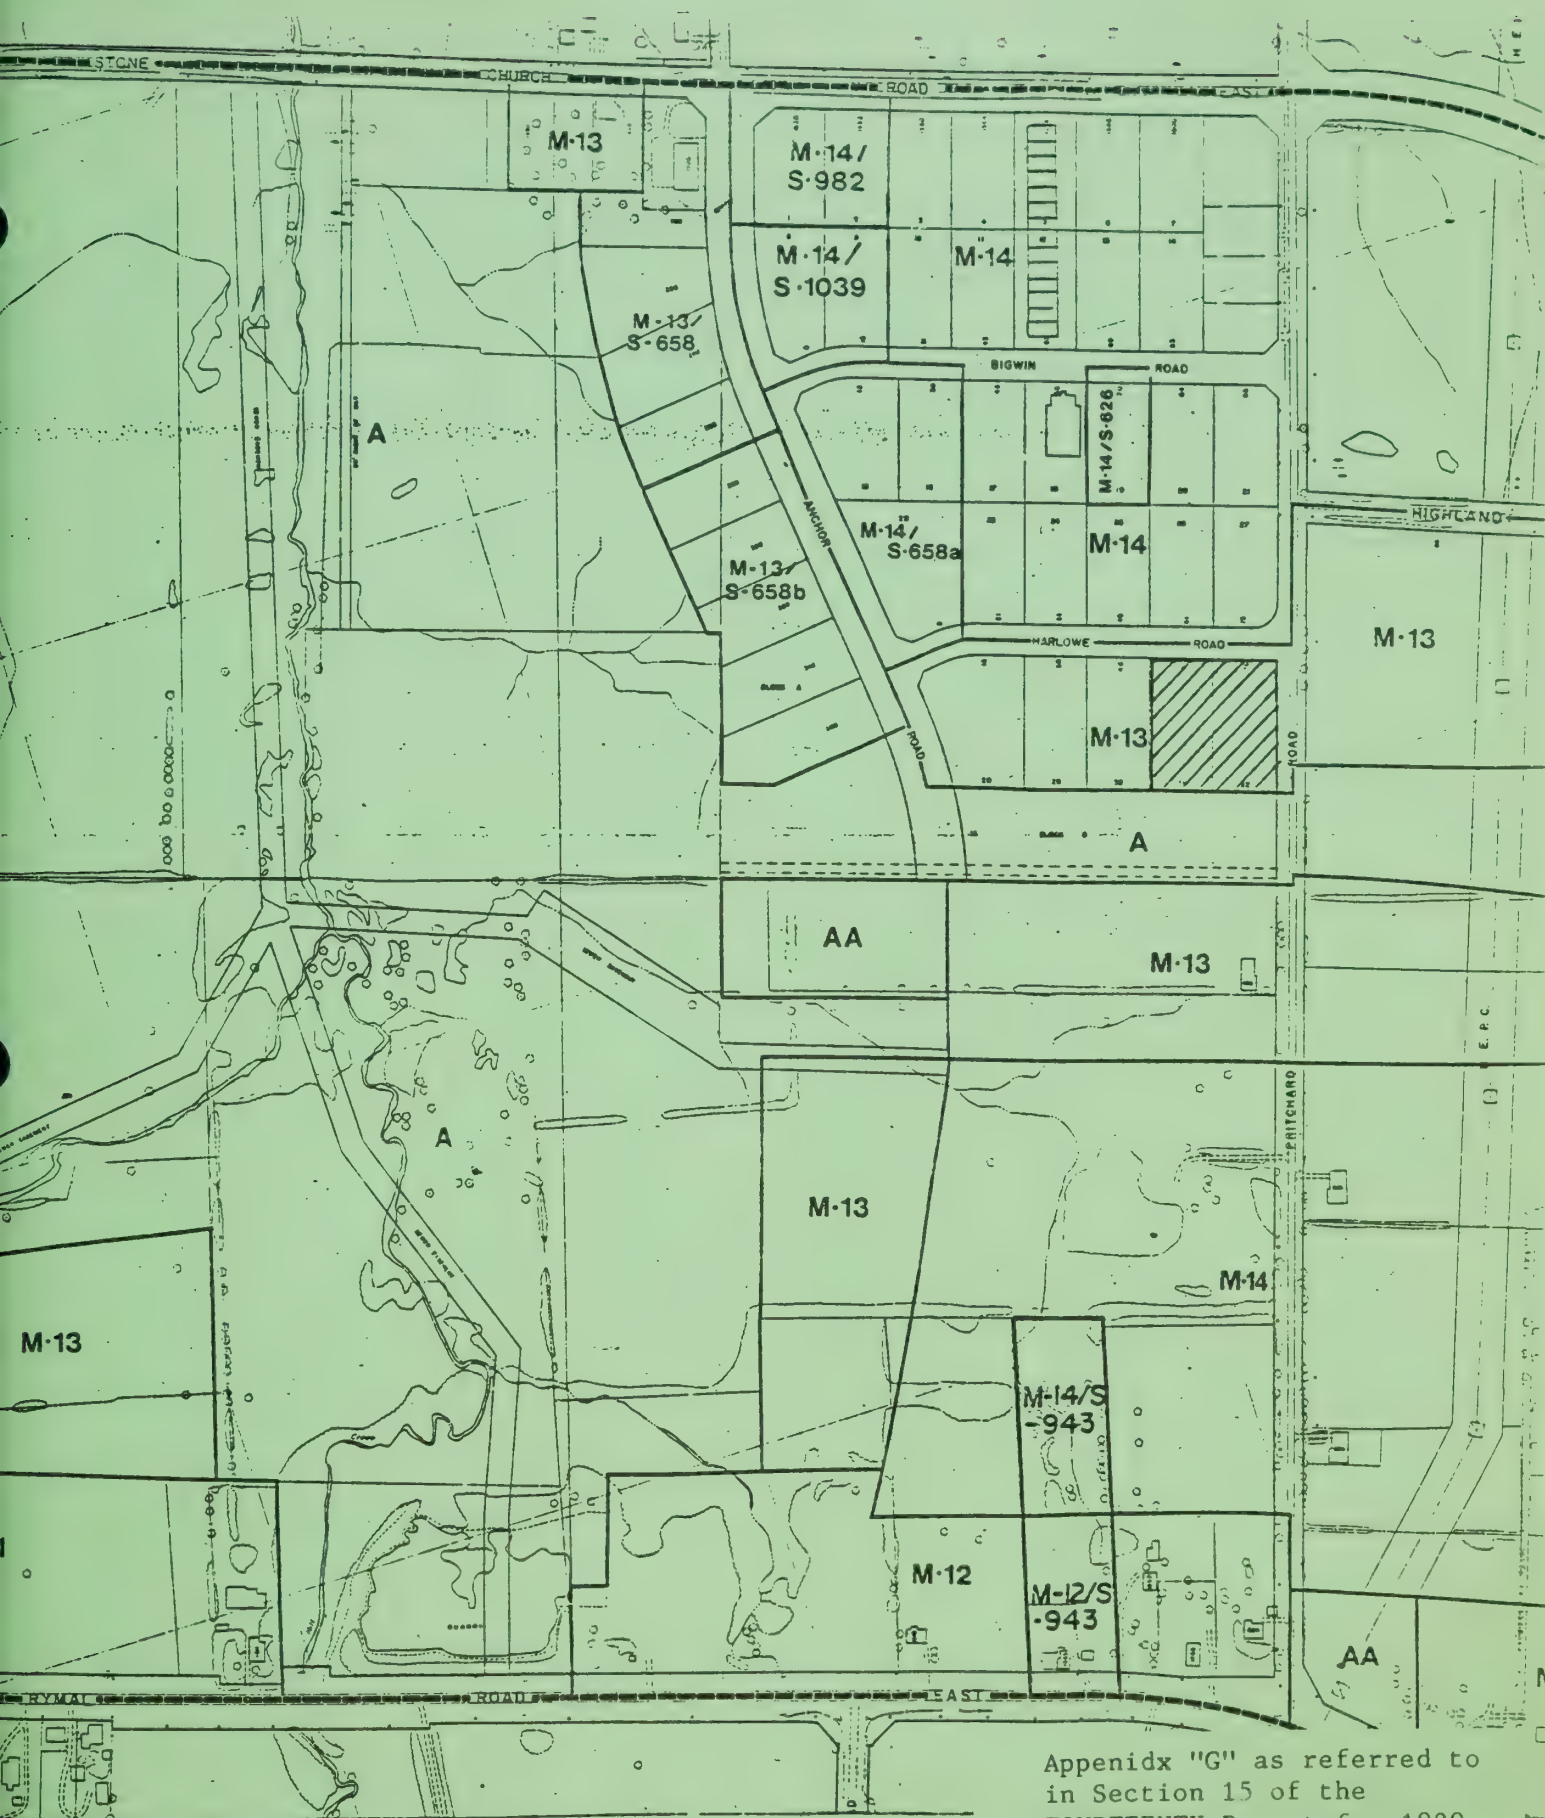 STONE CHURCH ROAD EAST
M·13
M·14/
S·982
M·14/
S·1039
M·14
M·13/
S·658
BIGWIN ROAD
M·14/S·626
A
ANCHOR ROAD
HIGHLAND
M·14/
S·658a
M·14
M·13/
S·658b
HARLOWE ROAD
M·13
M·13
ROAD
BLOCK A
A
AA
M·13
H.E.P.C.
PRITCHARD
A
M·13
M·14
M·13
M-14/S
-943
M·12
M-12/S
-943
AA
RYMAL ROAD EAST
Appenidx "G" as referred to
in Section 15 of the